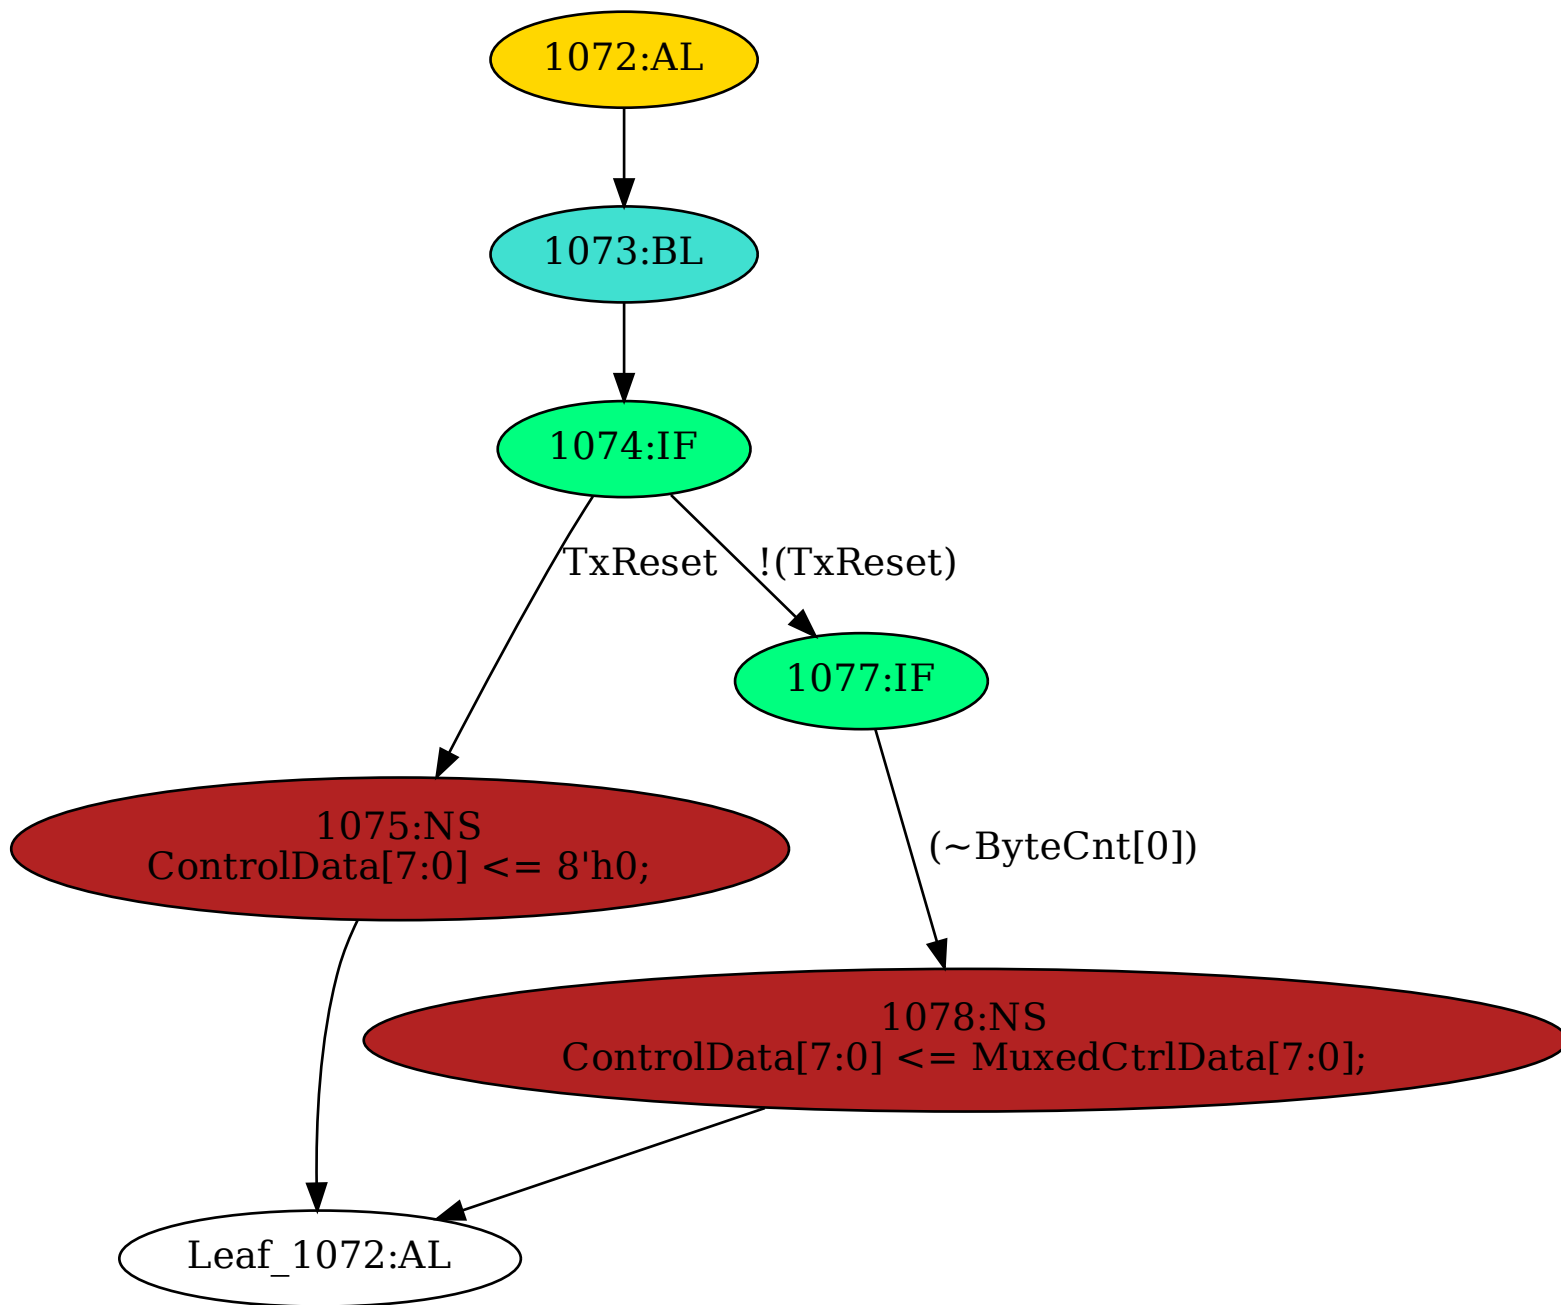 1072:AL
1073:BL
1074:IF
TxReset
!(TxReset)
1077:IF
1075:NS
ControlData[7:0] <= 8'h0;
(~ByteCnt[0])
1078:NS
ControlData[7:0] <= MuxedCtrlData[7:0];
Leaf_1072:AL